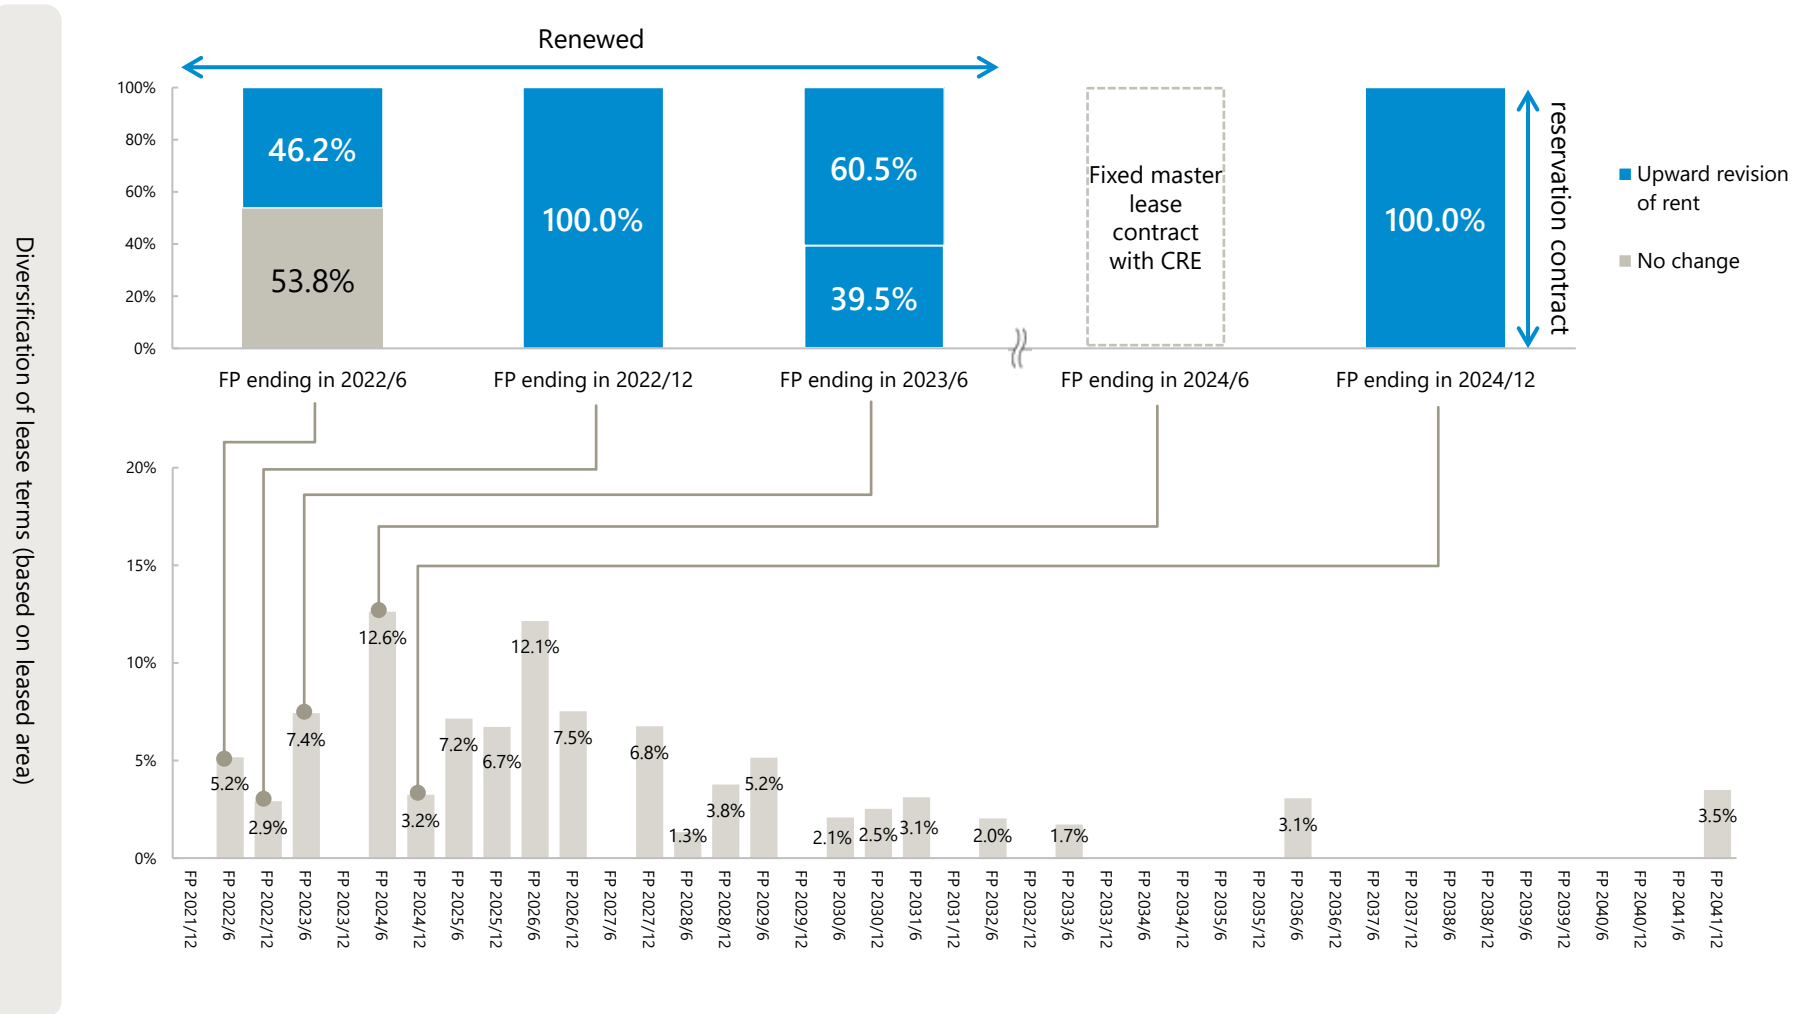 Diversification of lease terms (based on leased area)
Renewed
100%
80%
60%
40%
20%
0%
46.2%
53.8%
100.0%
60.5%
39.5%
Fixed master
lease
contract
with CRE
100.0%
reservation contract
Upward revision
of rent
No change
FP ending in 2022/6
FP ending in 2022/12
FP ending in 2023/6
FP ending in 2024/6
FP ending in 2024/12
20%
15%
10%
5%
0%
5.2%
2.9%
7.4%
12.6%
3.2%
7.2%
6.7%
12.1%
7.5%
6.8%
1.3%
3.8%
5.2%
2.1%
2.5%
3.1%
2.0%
1.7%
3.1%
3.5%
FP 2021/12
FP 2022/6
FP 2022/12
FP 2023/6
FP 2023/12
FP 2024/6
FP 2024/12
FP 2025/6
FP 2025/12
FP 2026/6
FP 2026/12
FP 2027/6
FP 2027/12
FP 2028/6
FP 2028/12
FP 2029/6
FP 2029/12
FP 2030/6
FP 2030/12
FP 2031/6
FP 2031/12
FP 2032/6
FP 2032/12
FP 2033/6
FP 2033/12
FP 2034/6
FP 2034/12
FP 2035/6
FP 2035/12
FP 2036/6
FP 2036/12
FP 2037/6
FP 2037/12
FP 2038/6
FP 2038/12
FP 2039/6
FP 2039/12
FP 2040/6
FP 2040/12
FP 2041/6
FP 2041/12